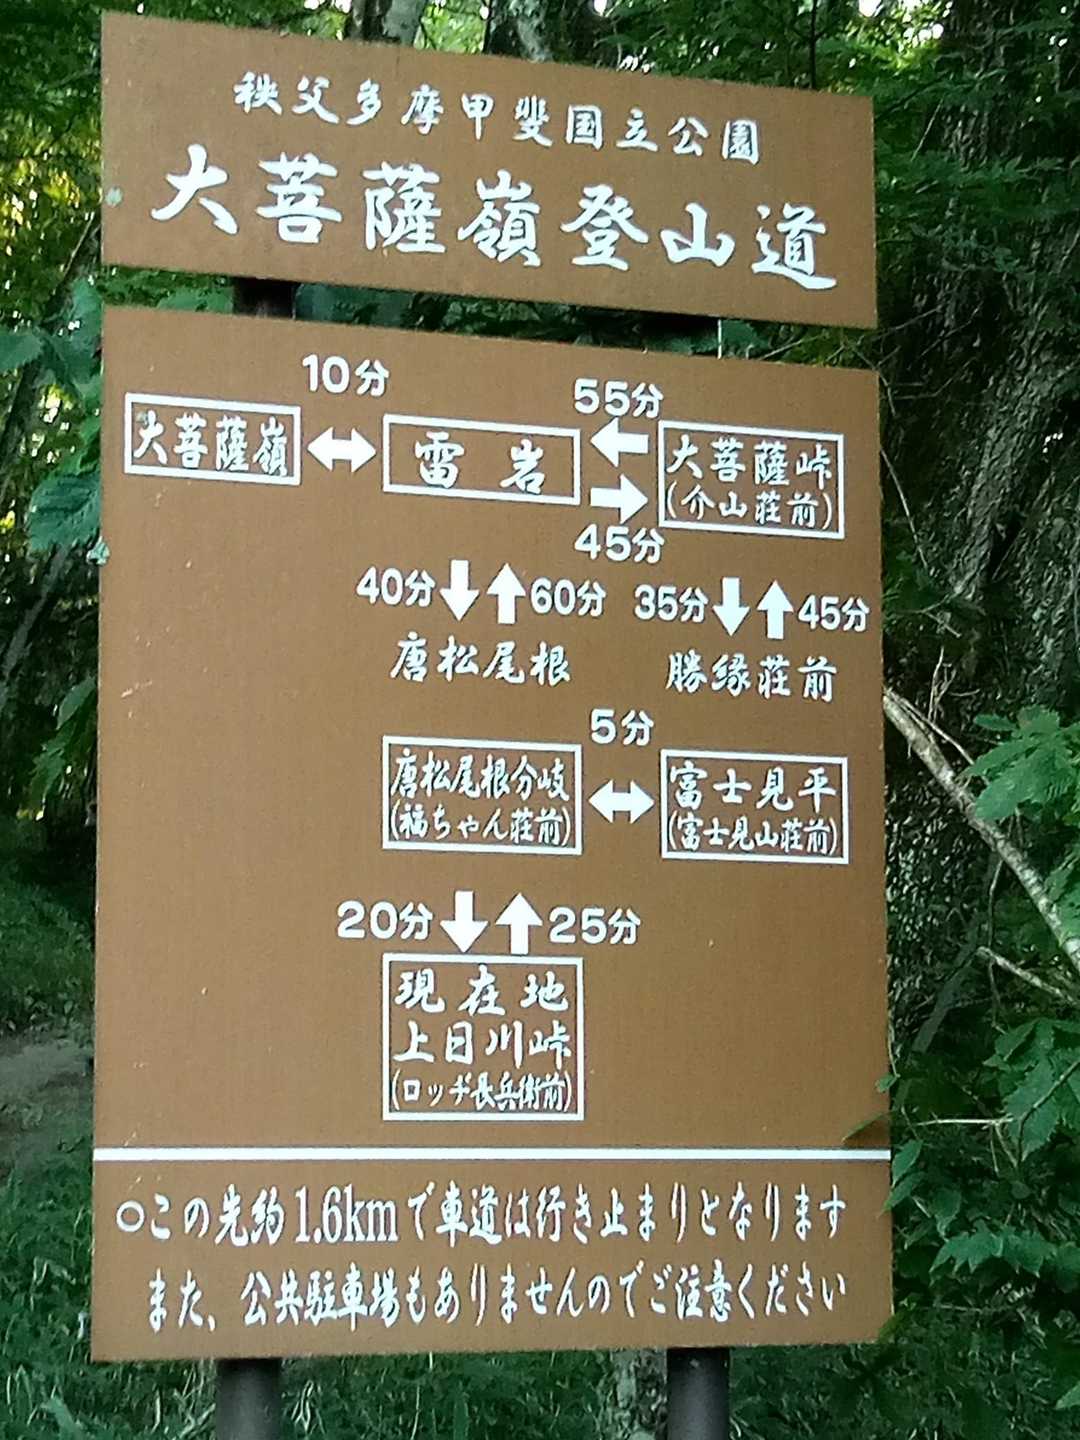 秩父多摩甲斐国立公園
大菩薩嶺登山道
10分
55分
大菩薩嶺
雷岩
大菩薩峠
(介山荘前)
45分
40分
60分
35分
45分
唐松尾根
勝縁荘前
5分
唐松尾根分岐
(福ちゃん荘前)
富士見平
(富士見山荘前)
20分
25分
現在地
上日川峠
(ロッヂ長兵衛前)
○この先約1.6kmで車道は行き止まりとなります
また、公共駐車場もありませんのでご注意ください